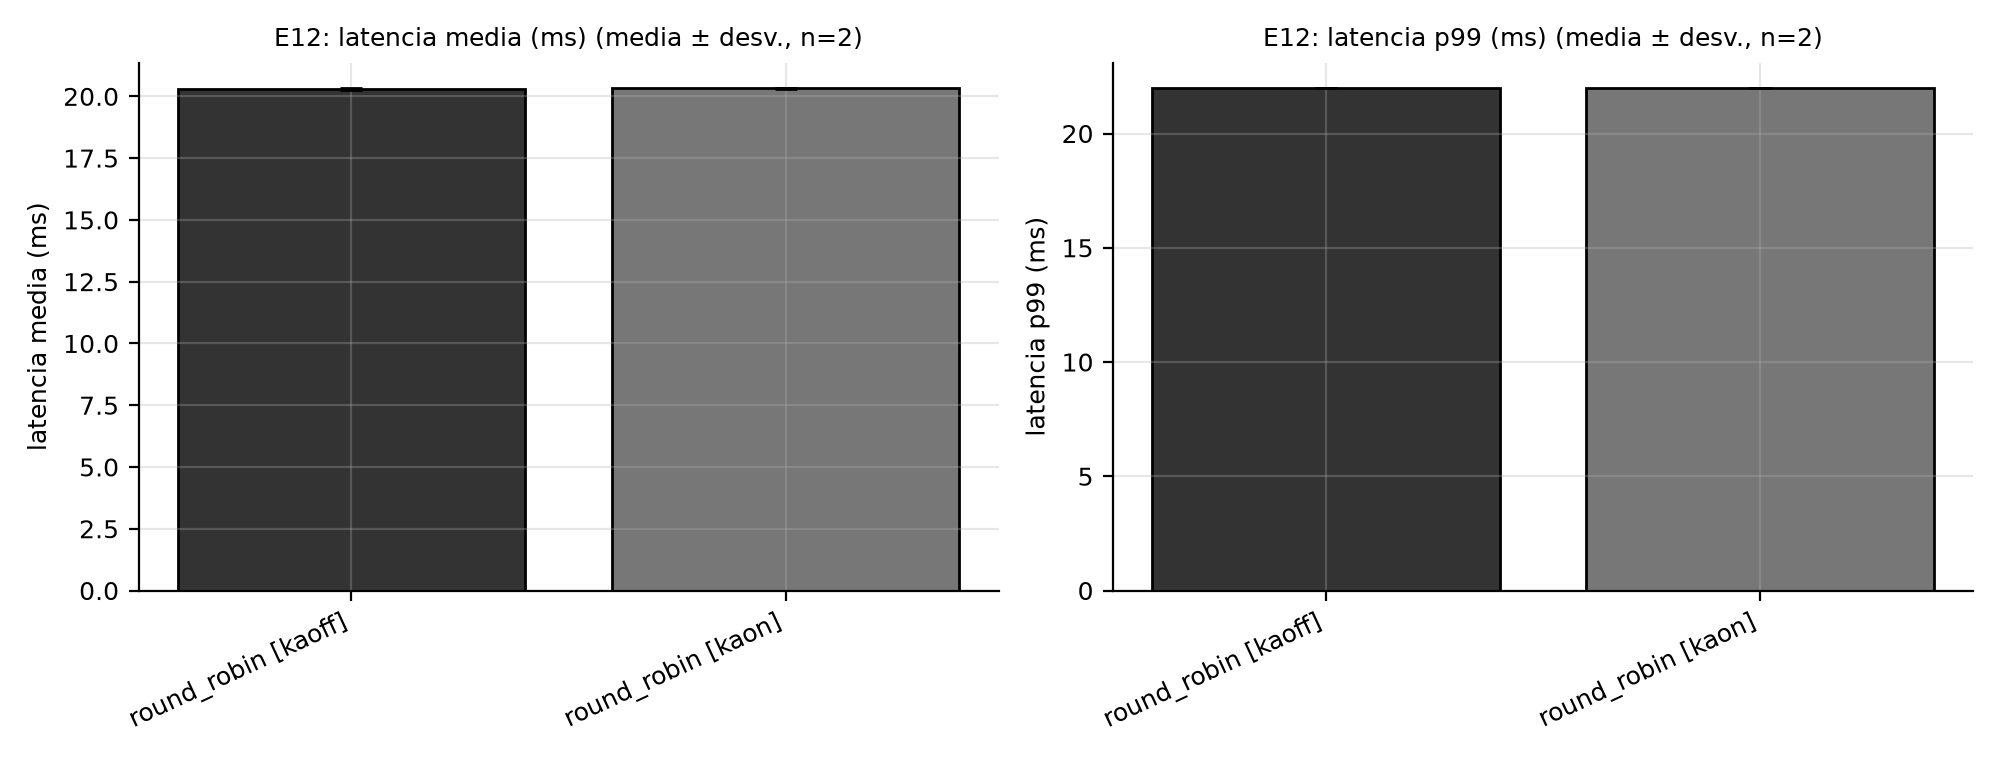 E12: latencia media (ms) (media ± desv., n=2)
latencia media (ms)
20.0
17.5
15.0
12.5
10.0
7.5
5.0
2.5
0.0
round_robin [kaoff]
round_robin [kaon]
E12: latencia p99 (ms) (media ± desv., n=2)
latencia p99 (ms)
20
15
10
5
0
round_robin [kaoff]
round_robin [kaon]